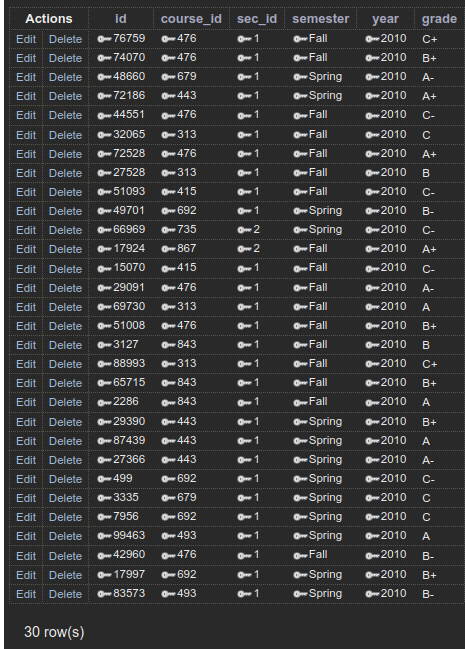 Actions id course_id sec_id semester year grade
Edit Delete 76759 476 1 Fall 2010 C+
Edit Delete 74070 476 1 Fall 2010 B+
Edit Delete 48660 679 1 Spring 2010 A-
Edit Delete 72186 443 1 Spring 2010 A+
Edit Delete 44551 476 1 Fall 2010 C-
Edit Delete 32065 313 1 Fall 2010 C
Edit Delete 72528 476 1 Fall 2010 A+
Edit Delete 27528 313 1 Fall 2010 B
Edit Delete 51093 415 1 Fall 2010 C-
Edit Delete 49701 692 1 Spring 2010 B-
Edit Delete 66969 735 2 Spring 2010 C-
Edit Delete 17924 867 2 Fall 2010 A+
Edit Delete 15070 415 1 Fall 2010 C-
Edit Delete 29091 476 1 Fall 2010 A-
Edit Delete 69730 313 1 Fall 2010 A
Edit Delete 51008 476 1 Fall 2010 B+
Edit Delete 3127 843 1 Fall 2010 B
Edit Delete 88993 313 1 Fall 2010 C+
Edit Delete 65715 843 1 Fall 2010 B+
Edit Delete 2286 843 1 Fall 2010 A
Edit Delete 29390 443 1 Spring 2010 B+
Edit Delete 87439 443 1 Spring 2010 A
Edit Delete 27366 443 1 Spring 2010 A-
Edit Delete 499 692 1 Spring 2010 C-
Edit Delete 3335 679 1 Spring 2010 C
Edit Delete 7956 692 1 Spring 2010 C
Edit Delete 99463 493 1 Spring 2010 A
Edit Delete 42960 476 1 Fall 2010 B-
Edit Delete 17997 692 1 Spring 2010 B+
Edit Delete 83573 493 1 Spring 2010 B-
30 row(s)